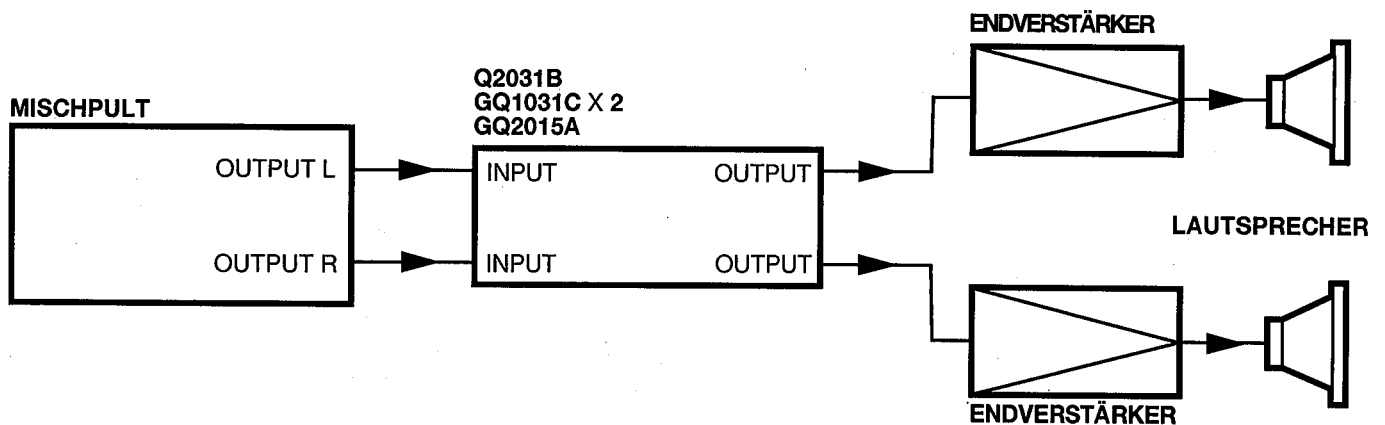 ENDVERSTÄRKER
Q2031B
GQ1031C X 2
GQ2015A
MISCHPULT
OUTPUT L
INPUT
OUTPUT
LAUTSPRECHER
OUTPUT R
INPUT
OUTPUT
ENDVERSTÄRKER